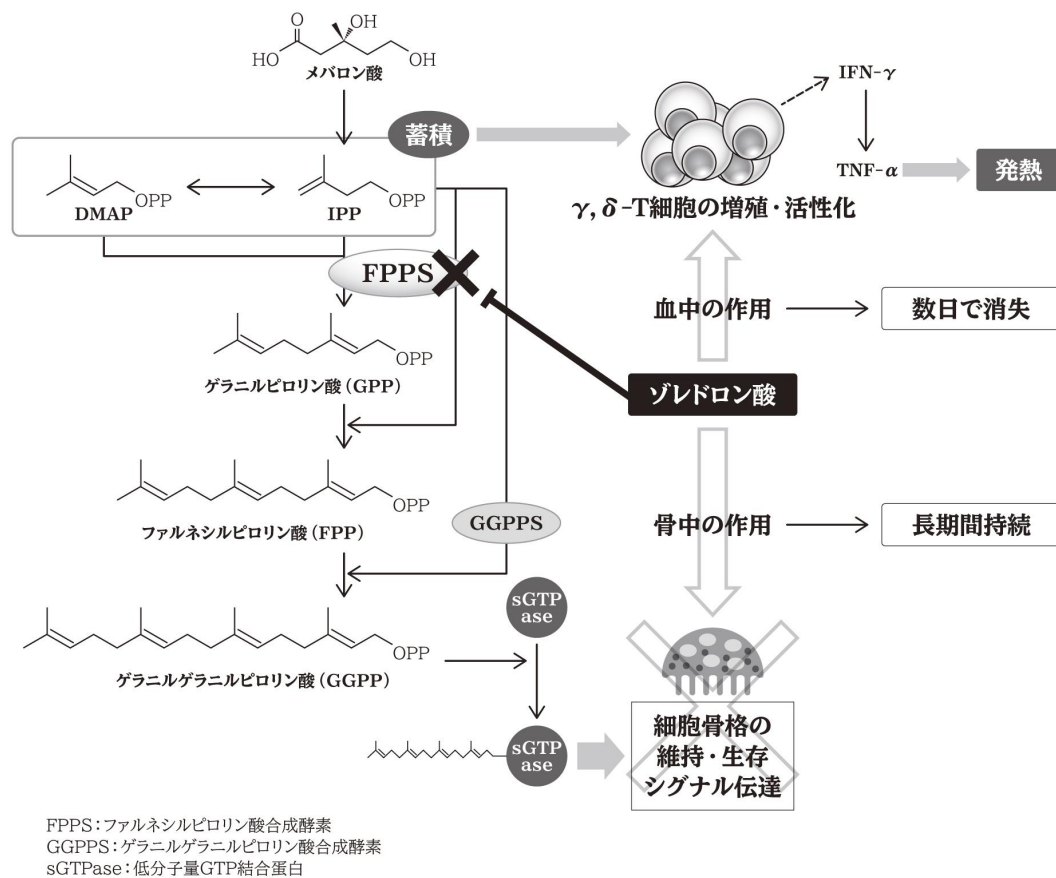 O
OH
HO
OH
メバロン酸
蓄積
OPP
DMAP
OPP
IPP
IFN-γ
TNF-α
発熱
γ, δ-T細胞の増殖・活性化
FPPS
血中の作用
数日で消失
OPP
ゲラニルピロリン酸（GPP）
ゾレドロン酸
OPP
ファルネシルピロリン酸（FPP）
GGPPS
骨中の作用
長期間持続
sGTP
ase
OPP
ゲラニルゲラニルピロリン酸（GGPP）
sGTP
ase
細胞骨格の
維持・生存
シグナル伝達
FPPS：ファルネシルピロリン酸合成酵素
GGPPS：ゲラニルゲラニルピロリン酸合成酵素
sGTPase：低分子量GTP結合蛋白